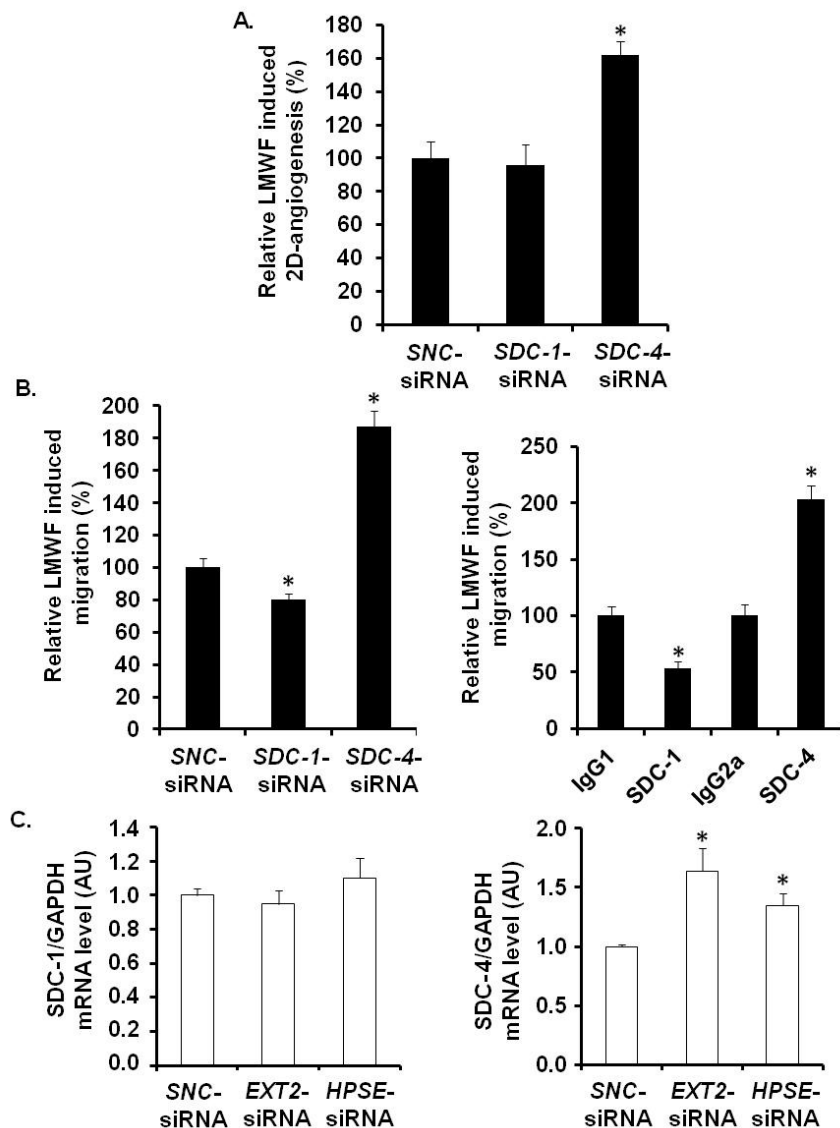 A.
Relative LMWF induced
2D-angiogenesis (%)
180
160
140
120
100
80
60
40
20
0
*
SNC-
siRNA
SDC-1-
siRNA
SDC-4-
siRNA
B.
Relative LMWF induced
migration (%)
200
180
160
140
120
100
80
60
40
20
0
*
*
SNC-
siRNA
SDC-1-
siRNA
SDC-4-
siRNA
Relative LMWF induced
migration (%)
250
200
150
100
50
0
*
*
IgG1
SDC-1
IgG2a
SDC-4
C.
SDC-1/GAPDH
mRNA level (AU)
1.4
1.2
1.0
0.8
0.6
0.4
0.2
0.0
SNC-
siRNA
EXT2-
siRNA
HPSE-
siRNA
SDC-4/GAPDH
mRNA level (AU)
2.0
1.5
1.0
0.5
0.0
*
*
SNC-
siRNA
EXT2-
siRNA
HPSE-
siRNA